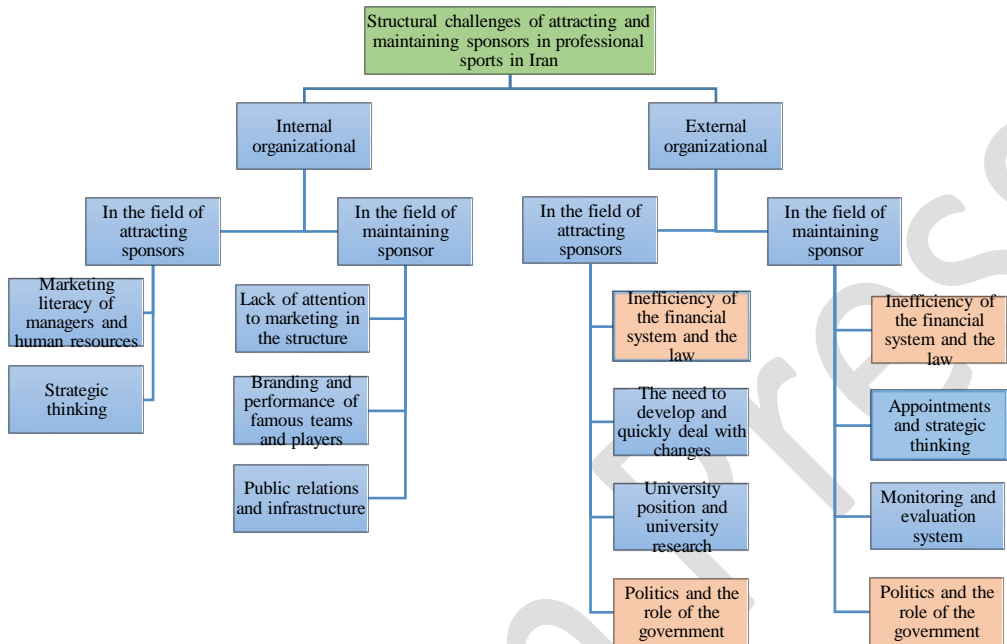 Structural challenges of attracting and
maintaining sponsors in professional
sports in Iran
Internal
organizational
External
organizational
In the field of
attracting
sponsors
In the field of
maintaining
sponsor
In the field of
attracting
sponsors
In the field of
maintaining
sponsor
Marketing
literacy of
managers and
human resources
Strategic
thinking
Lack of attention
to marketing in
the structure
Branding and
performance of
famous teams
and players
Public relations
and infrastructure
Inefficiency of
the financial
system and the
law
The need to
develop and
quickly deal with
changes
University
position and
university
research
Politics and the
role of the
government
Inefficiency of
the financial
system and the
law
Appointments
and strategic
thinking
Monitoring and
evaluation
system
Politics and the
role of the
government